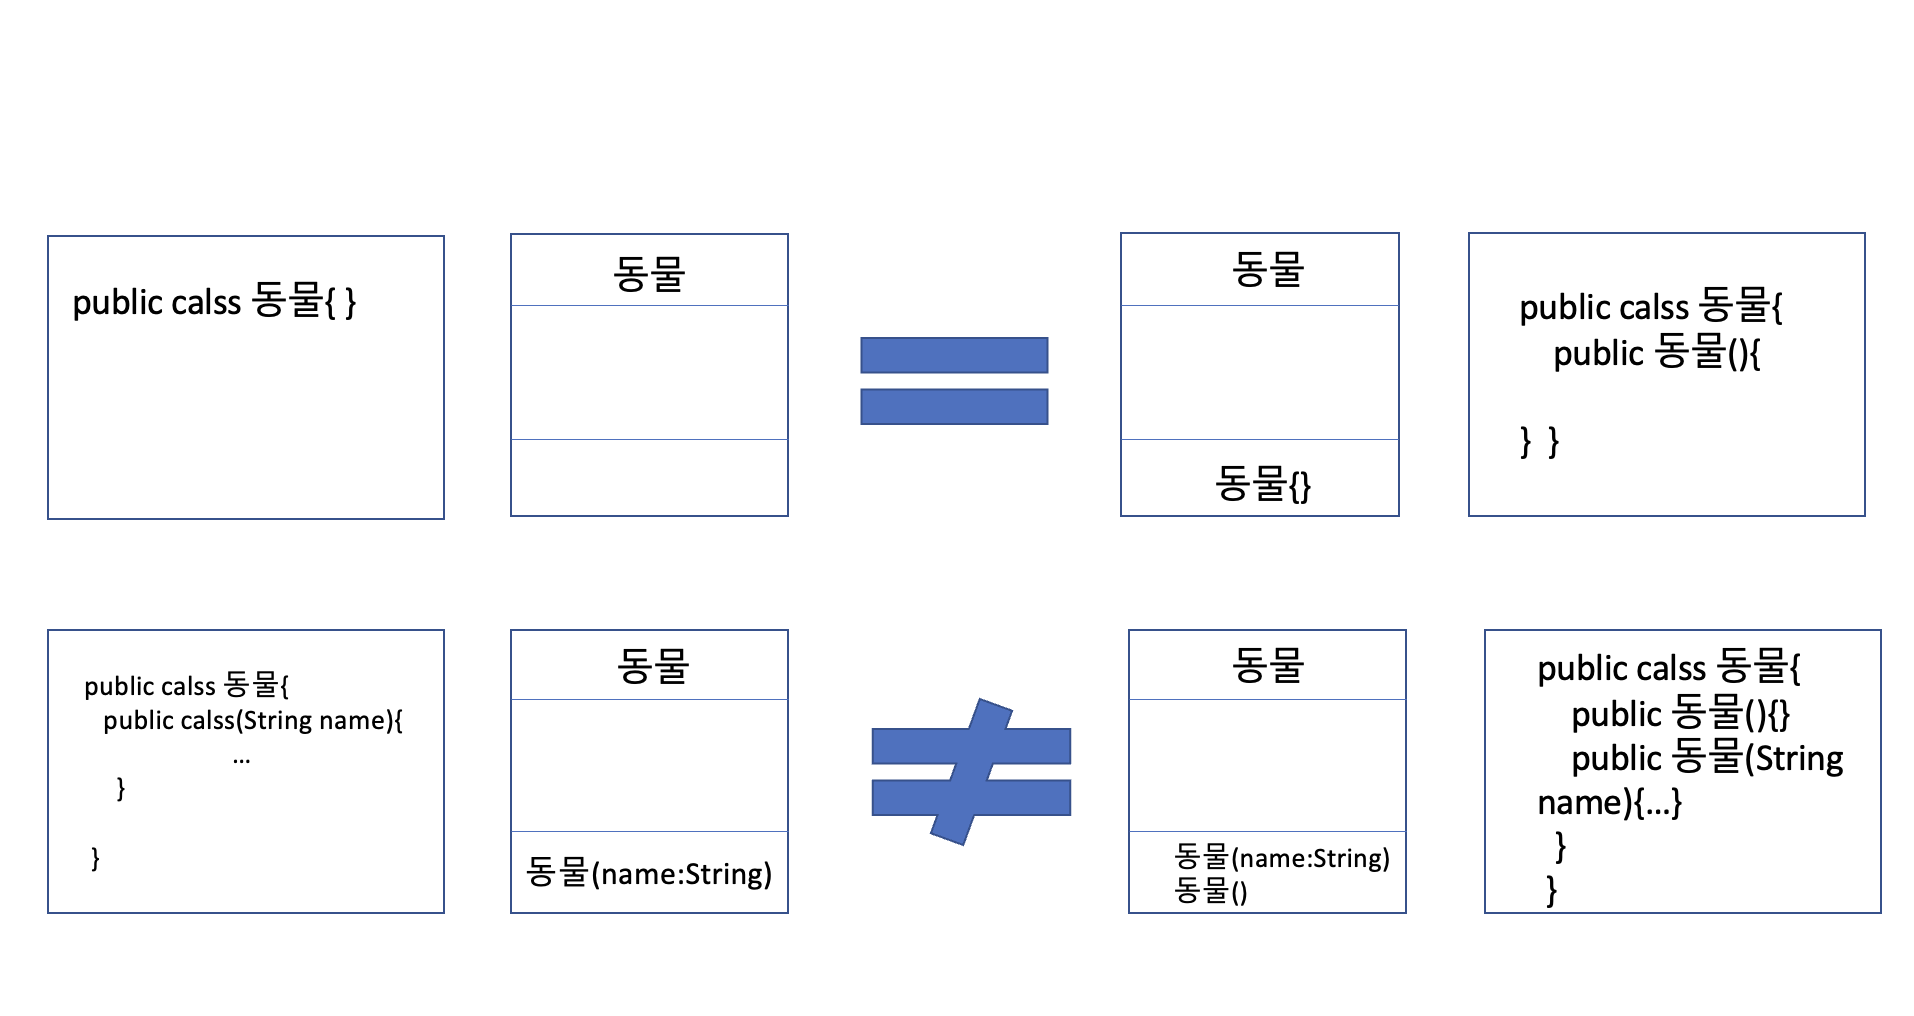 public calss 동물{ }
동물
동물
동물{}
public calss 동물{
public 동물(){
} }
public calss 동물{
public calss(String name){
...
}
}
동물
동물(name:String)
동물
동물(name:String)
동물()
public calss 동물{
public 동물(){}
public 동물(String
name){...}
}
}